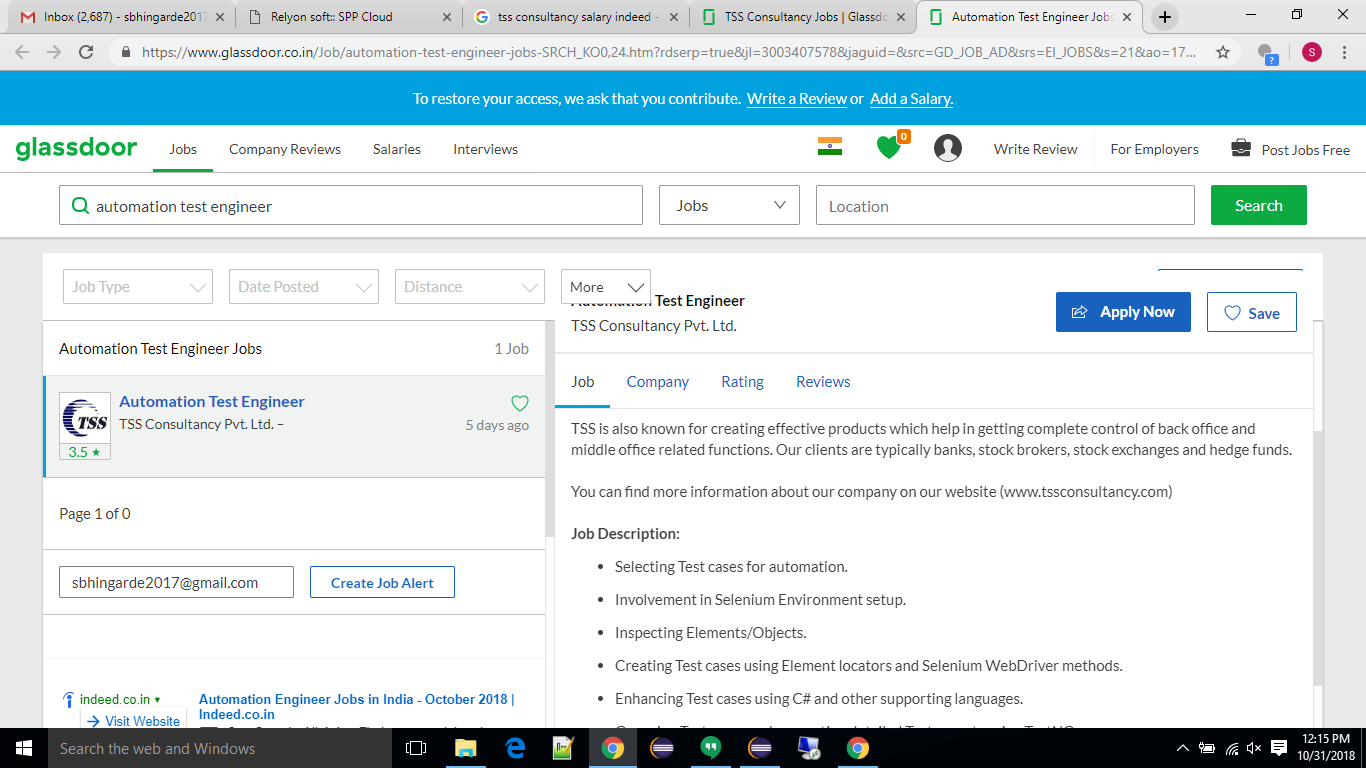 Inbox (2,687) - sbhingarde2017
Relyon soft:: SPP Cloud
tss consultancy salary indeed -
TSS Consultancy Jobs | Glassdo
Automation Test Engineer Jobs
https://www.glassdoor.co.in/Job/automation-test-engineer-jobs-SRCH_KO0,24.htm?rdserp=true&jl=3003407578&jaguid=&src=GD_JOB_AD&srs=EI_JOBS&s=21&ao=17...
?
S
To restore your access, we ask that you contribute. Write a Review or Add a Salary.
glassdoor
Jobs
Company Reviews
Salaries
Interviews
0
Write Review
For Employers
Post Jobs Free
automation test engineer
Jobs
Location
Search
Job Type
Date Posted
Distance
More
Automation Test Engineer
TSS Consultancy Pvt. Ltd.
Apply Now
Save
Automation Test Engineer Jobs
1 Job
TSS
3.5 ★
Automation Test Engineer
TSS Consultancy Pvt. Ltd. –
5 days ago
Page 1 of 0
sbhingarde2017@gmail.com
Create Job Alert
indeed.co.in
Visit Website
Automation Engineer Jobs in India - October 2018 |
Indeed.co.in
Job
Company
Rating
Reviews
TSS is also known for creating effective products which help in getting complete control of back office and
middle office related functions. Our clients are typically banks, stock brokers, stock exchanges and hedge funds.
You can find more information about our company on our website (www.tssconsultancy.com)
Job Description:
• Selecting Test cases for automation.
• Involvement in Selenium Environment setup.
• Inspecting Elements/Objects.
• Creating Test cases using Element locators and Selenium WebDriver methods.
• Enhancing Test cases using C# and other supporting languages.
Search the web and Windows
12:15 PM
10/31/2018